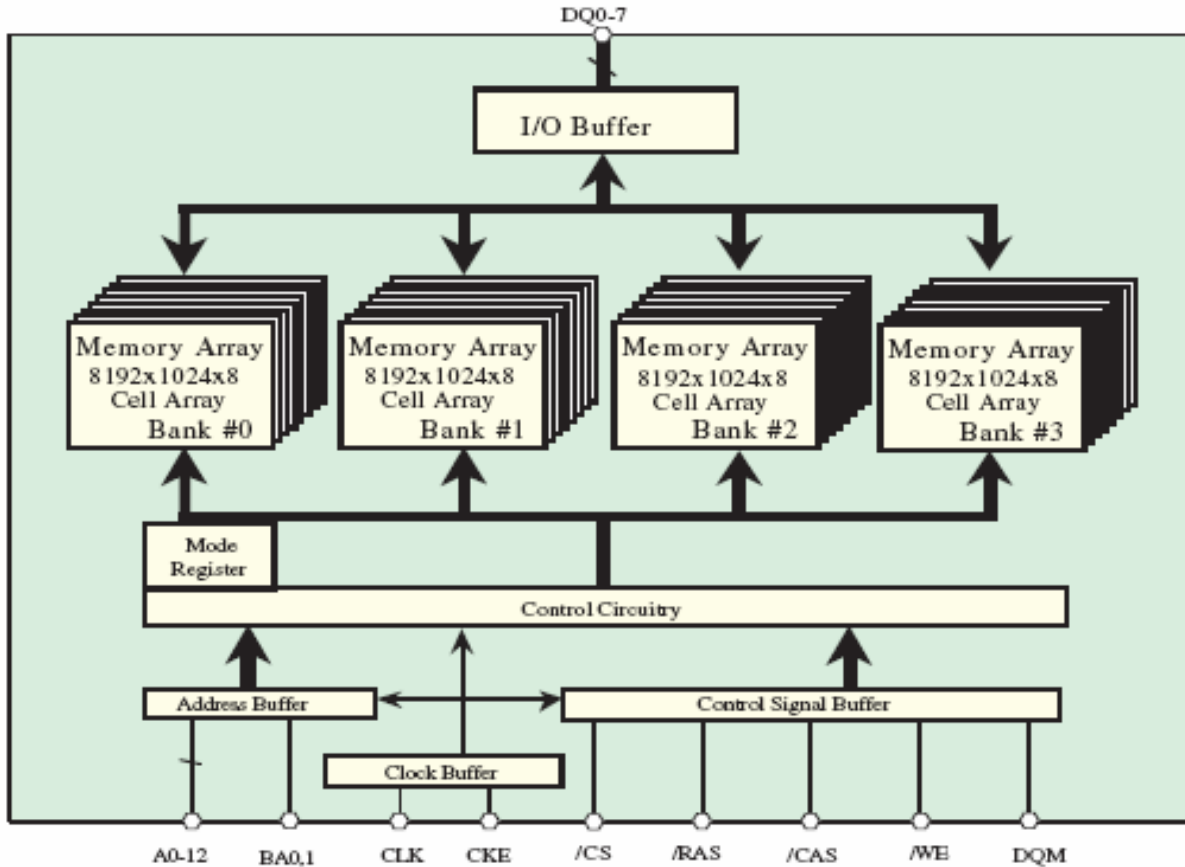 DQ0-7
I/O Buffer
Memory Array
8192x1024x8
Cell Array
Bank #0
Memory Array
8192x1024x8
Cell Array
Bank #1
Memory Array
8192x1024x8
Cell Array
Bank #2
Memory Array
8192x1024x8
Cell Array
Bank #3
Mode
Register
Control Circuitry
Address Buffer
Control Signal Buffer
Clock Buffer
A0-12
BA0,1
CLK
CKE
/CS
/RAS
/CAS
/WE
DQM